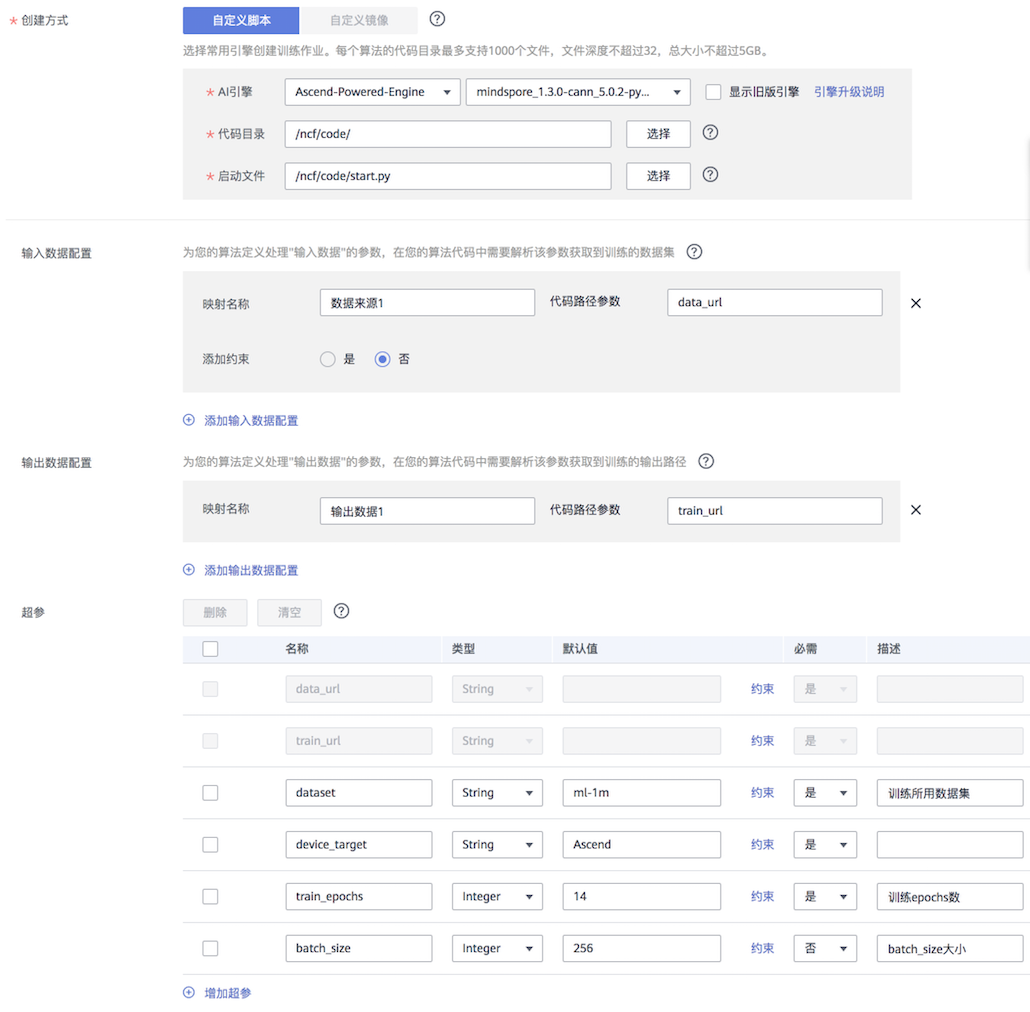 * 创建方式 自定义脚本 自定义镜像 ?
选择常用引擎创建训练作业。每个算法的代码目录最多支持1000个文件，文件深度不超过32，总大小不超过5GB。
* AI引擎 Ascend-Powered-Engine mindspore_1.3.0-cann_5.0.2-py... 显示旧版引擎 引擎升级说明
* 代码目录 /ncf/code/ 选择 ?
* 启动文件 /ncf/code/start.py 选择 ?
输入数据配置 为您的算法定义处理"输入数据"的参数，在您的算法代码中需要解析该参数获取到训练的数据集 ?
映射名称 数据来源1 代码路径参数 data_url
添加约束 是 否
添加输入数据配置
输出数据配置 为您的算法定义处理"输出数据"的参数，在您的算法代码中需要解析该参数获取到训练的输出路径 ?
映射名称 输出数据1 代码路径参数 train_url
添加输出数据配置
超参 删除 清空 ?
名称 类型 默认值 必需 描述
data_url String 约束 是
train_url String 约束 是
dataset String ml-1m 约束 是 训练所用数据集
device_target String Ascend 约束 是
train_epochs Integer 14 约束 是 训练epochs数
batch_size Integer 256 约束 否 batch_size大小
增加超参